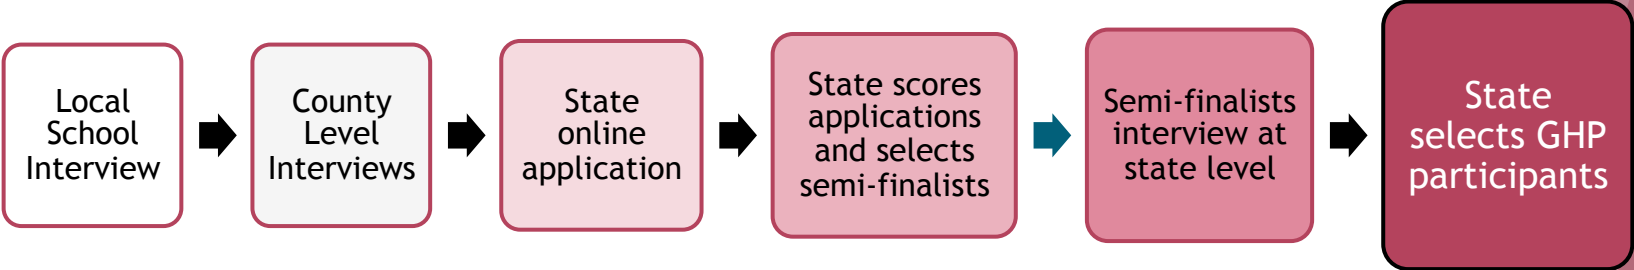 Local
School
Interview
County
Level
Interviews
State
online
application
State scores
applications
and selects
semi-finalists
Semi-finalists
interview at
state level
State
selects GHP
participants